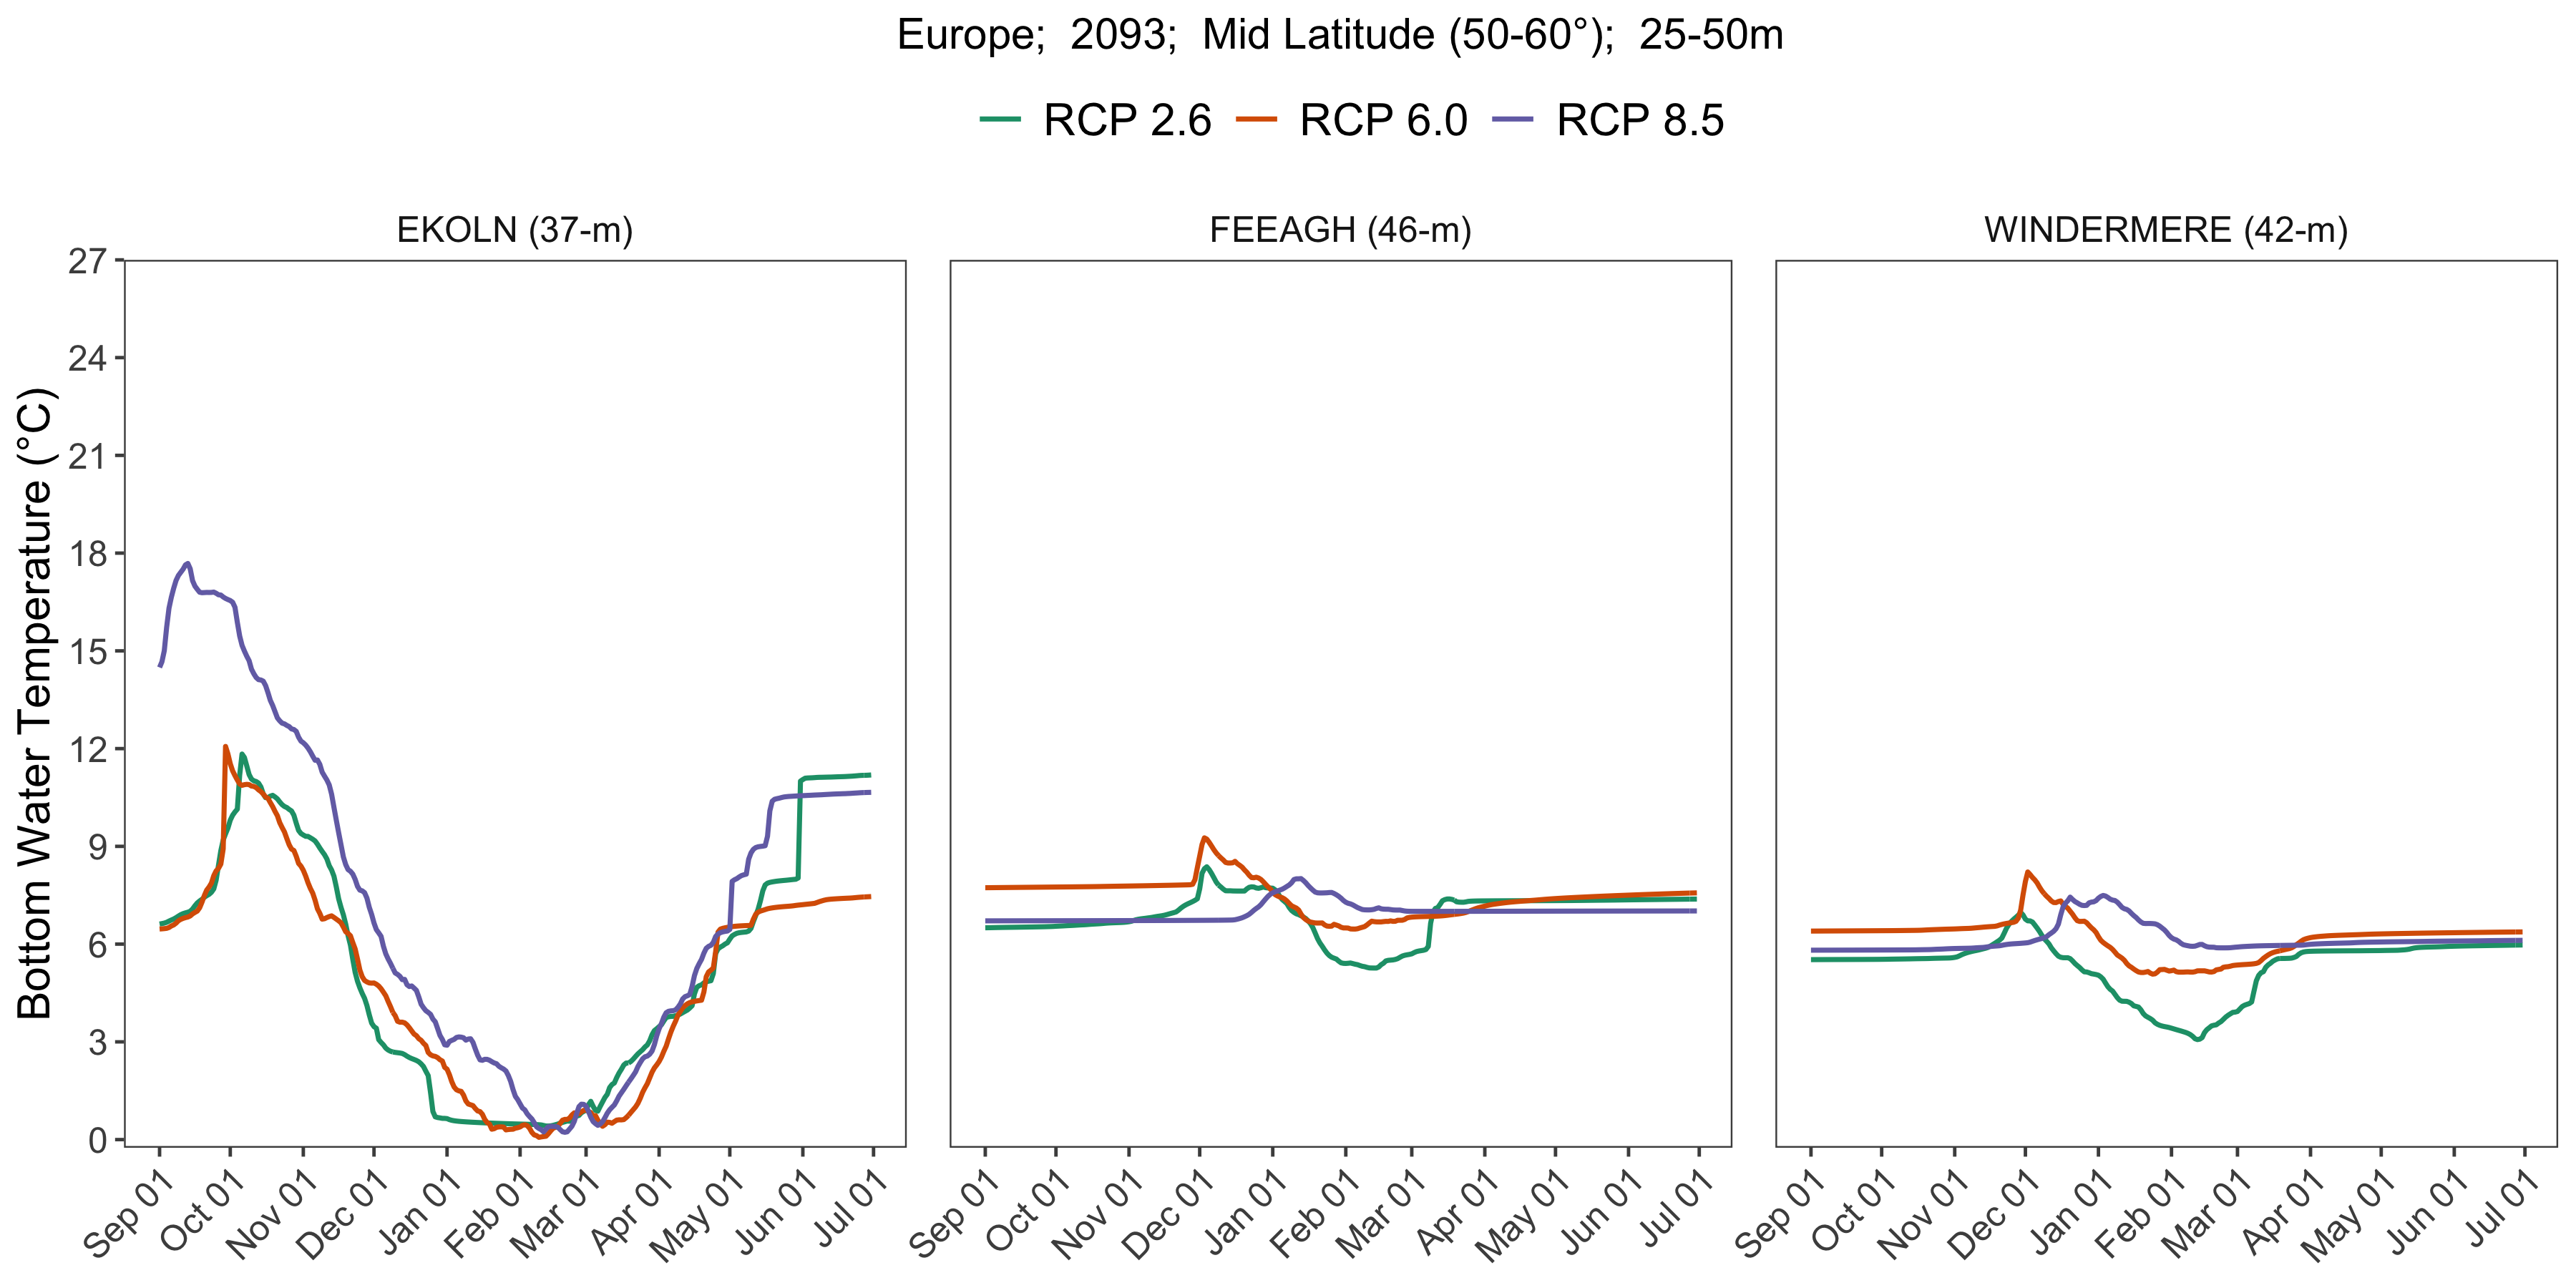 Europe;  2093;  Mid Latitude (50-60°);  25-50m
RCP 2.6 RCP 6.0 RCP 8.5
EKOLN (37-m) FEEAGH (46-m) WINDERMERE (42-m)
Bottom Water Temperature (°C)
27
24
21
18
15
12
9
6
3
0
Sep 01 Oct 01 Nov 01 Dec 01 Jan 01 Feb 01 Mar 01 Apr 01 May 01 Jun 01 Jul 01 Sep 01 Oct 01 Nov 01 Dec 01 Jan 01 Feb 01 Mar 01 Apr 01 May 01 Jun 01 Jul 01 Sep 01 Oct 01 Nov 01 Dec 01 Jan 01 Feb 01 Mar 01 Apr 01 May 01 Jun 01 Jul 01